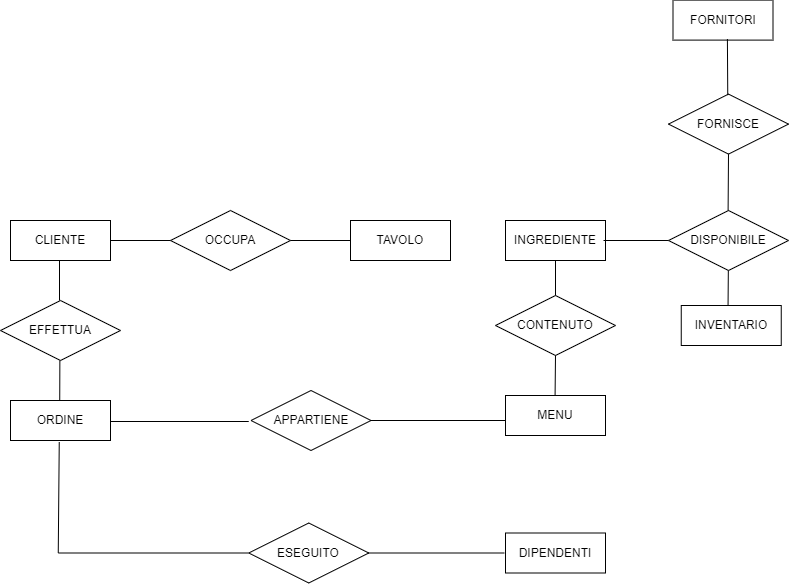 FORNITORI
FORNISCE
CLIENTE
OCCUPA
TAVOLO
INGREDIENTE
DISPONIBILE
EFFETTUA
CONTENUTO
INVENTARIO
ORDINE
APPARTIENE
MENU
ESEGUITO
DIPENDENTI